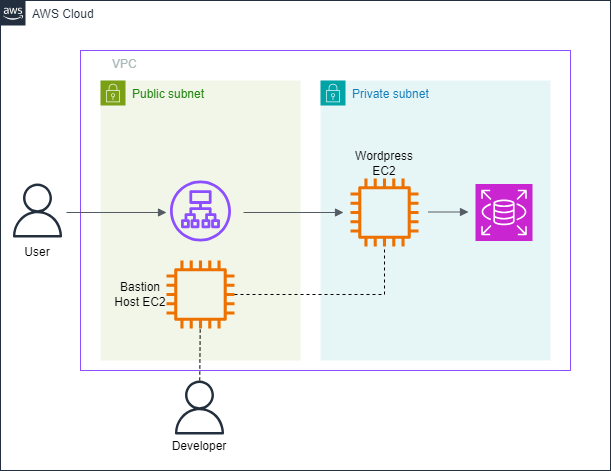 aws
AWS Cloud
VPC
Public subnet
Private subnet
Wordpress
EC2
User
Bastion
Host EC2
Developer